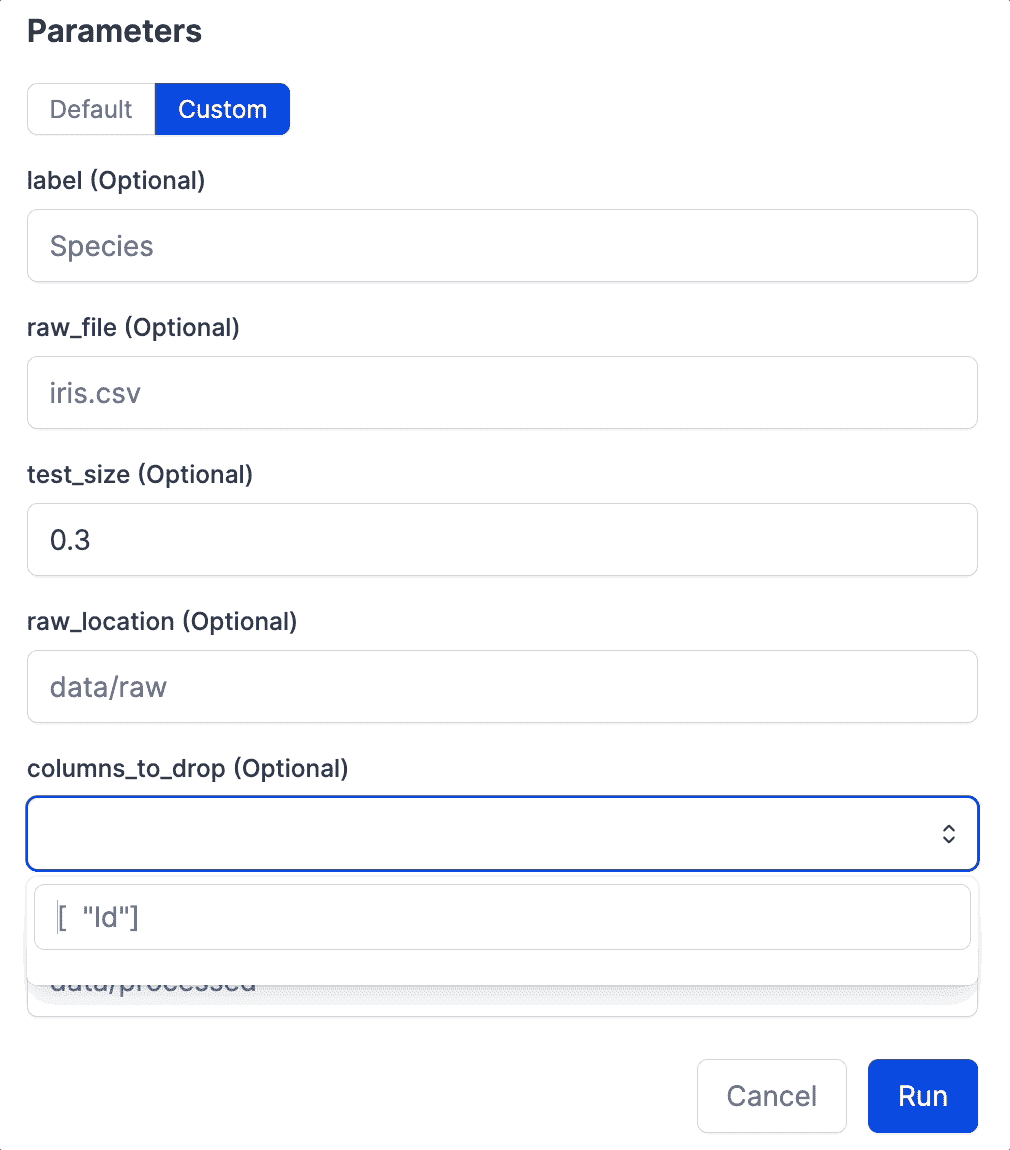 Parameters
Default Custom
label (Optional)
Species
raw_file (Optional)
iris.csv
test_size (Optional)
0.3
raw_location (Optional)
data/raw
columns_to_drop (Optional)
[ "Id"]
data/processed
Cancel Run